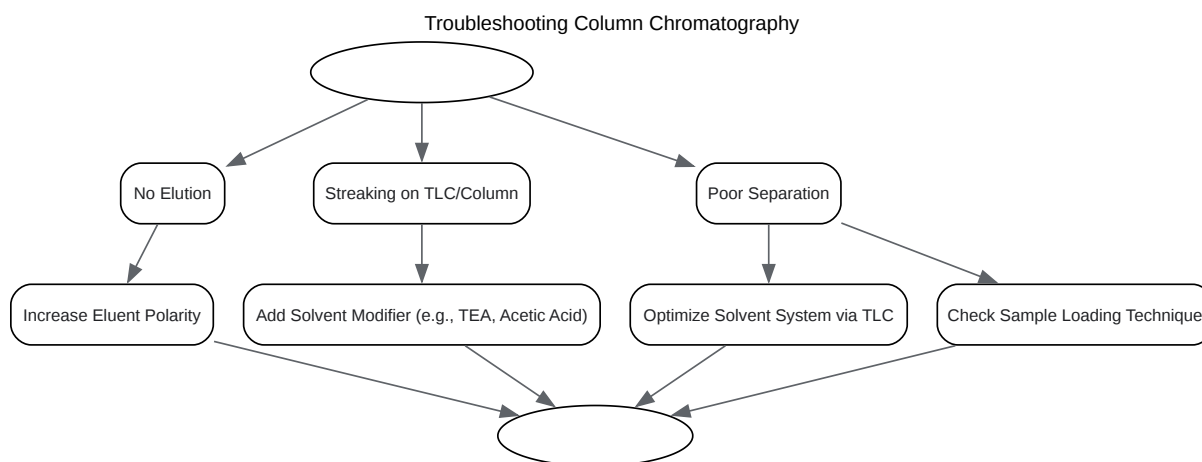 Troubleshooting Column Chromatography
No Elution
Streaking on TLC/Column
Poor Separation
Increase Eluent Polarity
Add Solvent Modifier (e.g., TEA, Acetic Acid)
Optimize Solvent System via TLC
Check Sample Loading Technique